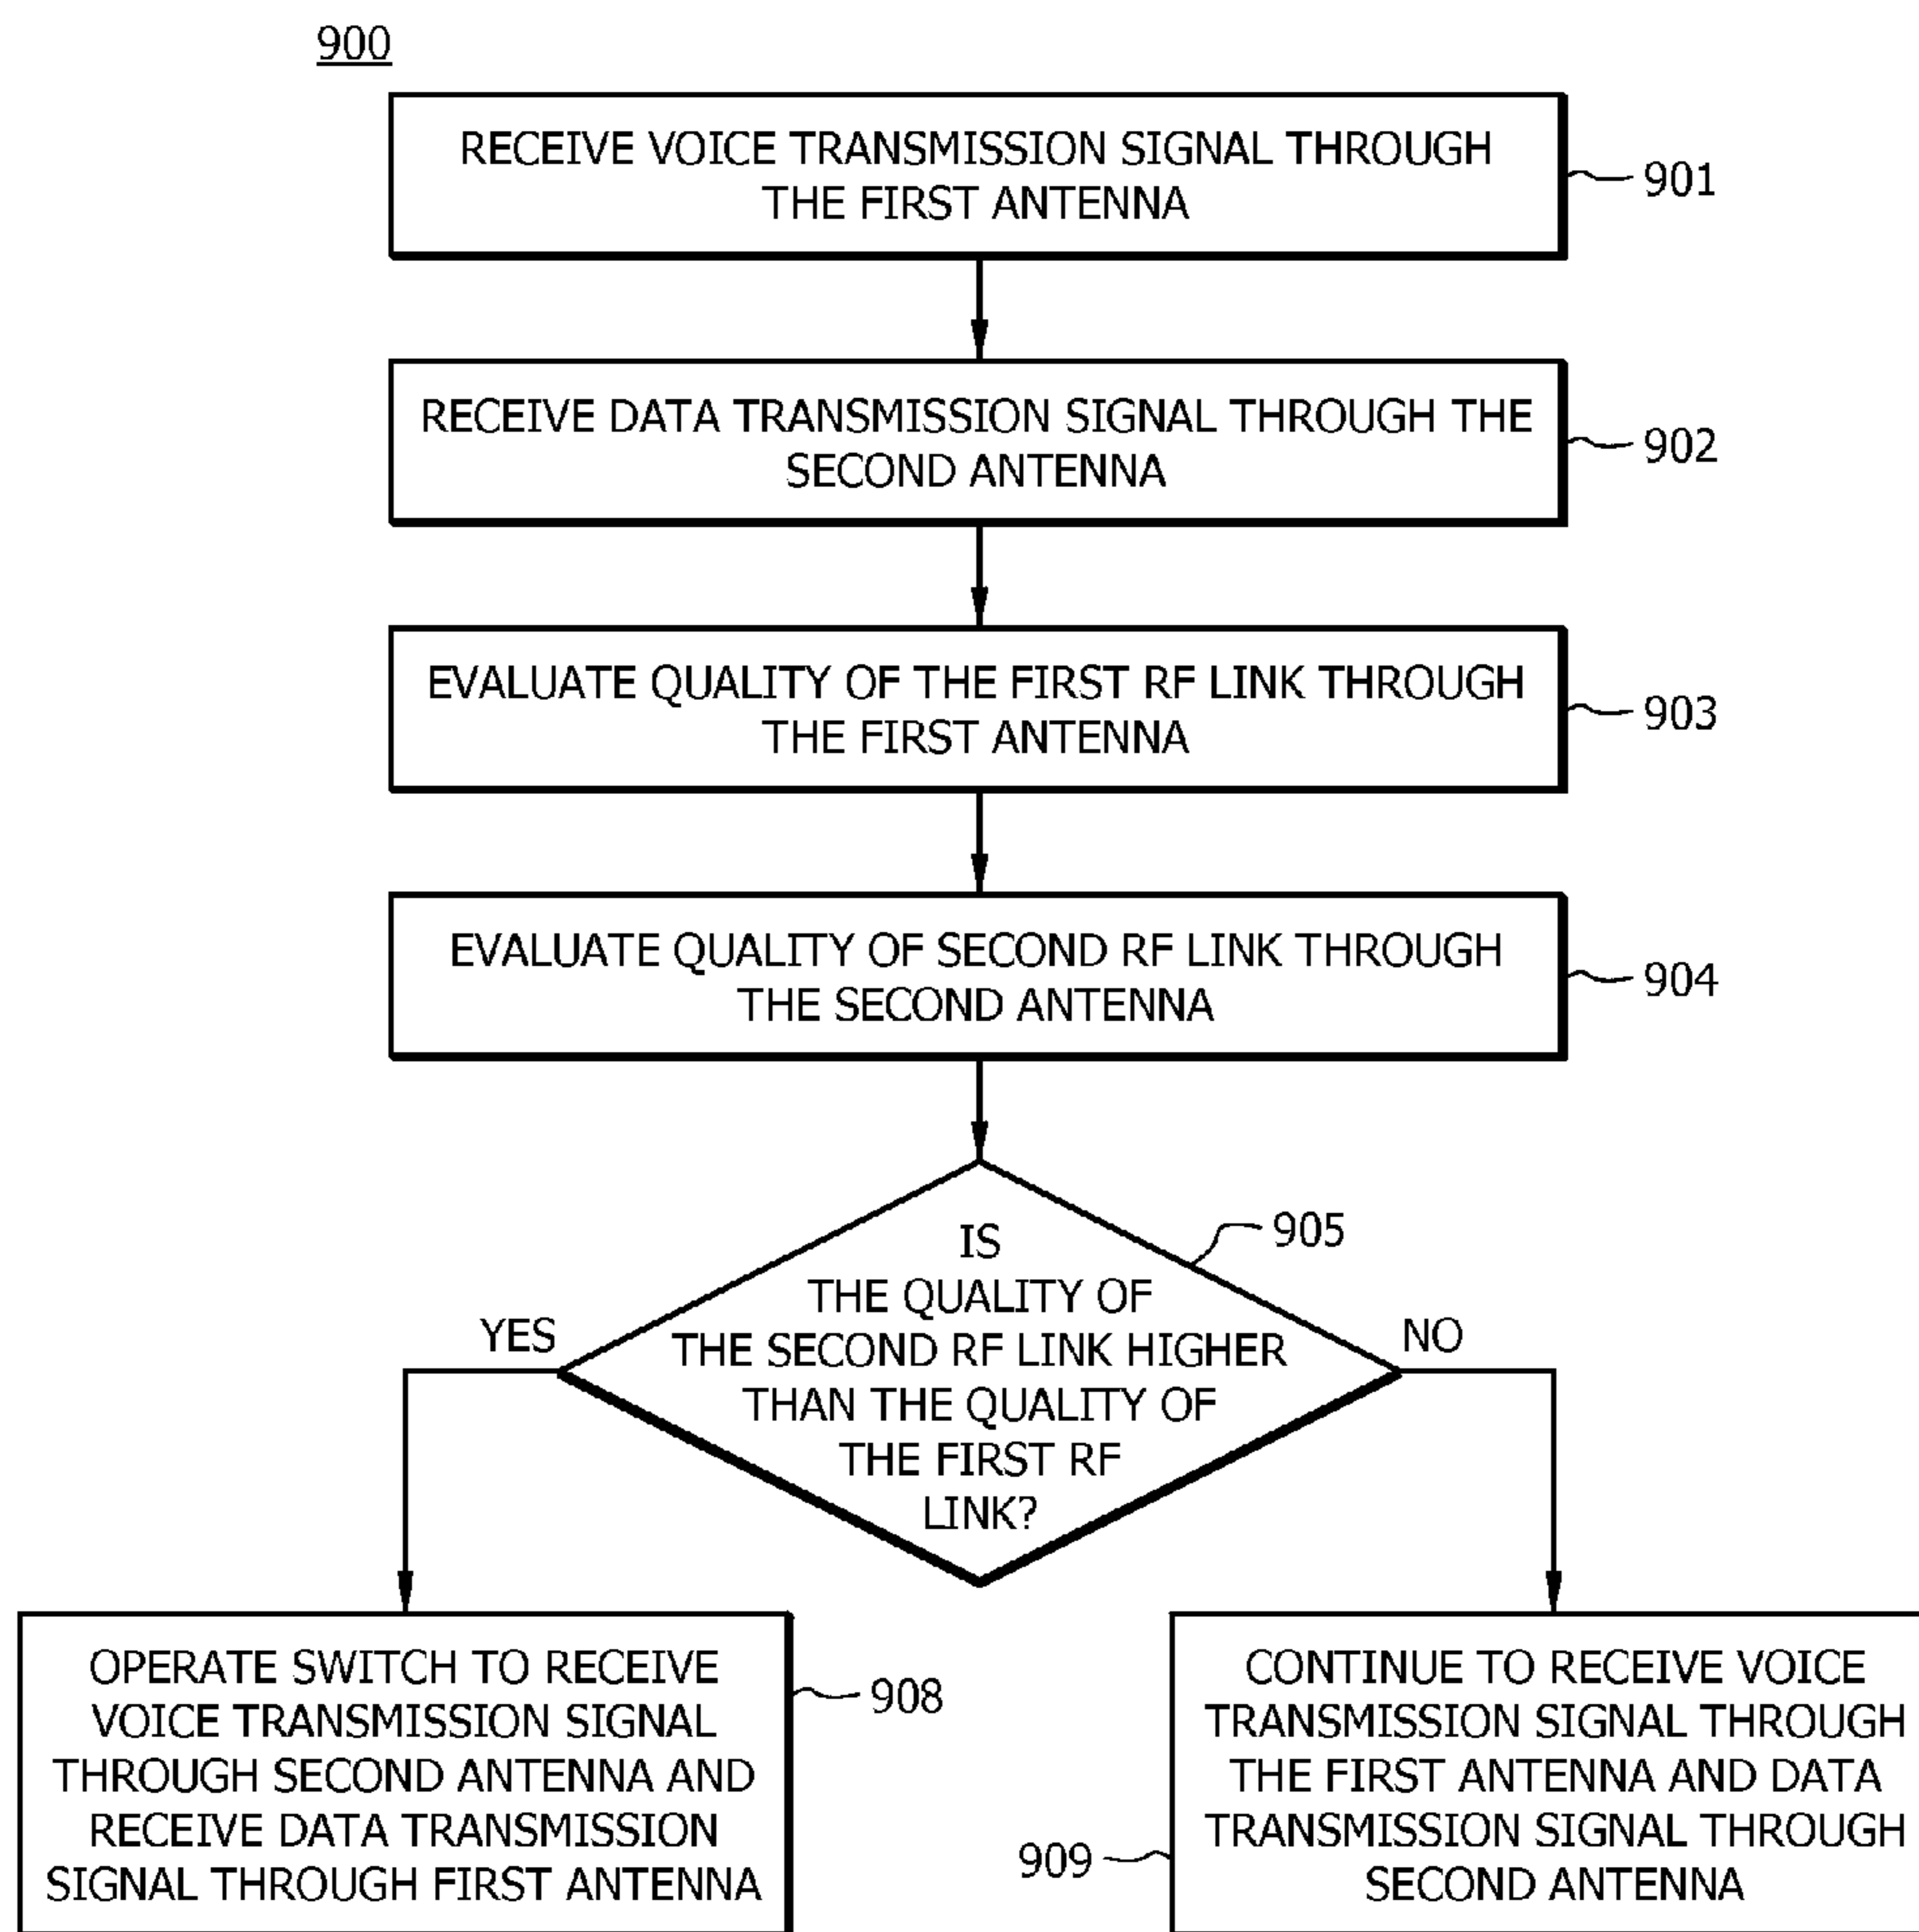 900
RECEIVE VOICE TRANSMISSION SIGNAL THROUGH
THE FIRST ANTENNA
901
RECEIVE DATA TRANSMISSION SIGNAL THROUGH THE
SECOND ANTENNA
902
EVALUATE QUALITY OF THE FIRST RF LINK THROUGH
THE FIRST ANTENNA
903
EVALUATE QUALITY OF SECOND RF LINK THROUGH
THE SECOND ANTENNA
904
IS
THE QUALITY OF
THE SECOND RF LINK HIGHER
THAN THE QUALITY OF
THE FIRST RF
LINK?
905
YES
NO
OPERATE SWITCH TO RECEIVE
VOICE TRANSMISSION SIGNAL
THROUGH SECOND ANTENNA AND
RECEIVE DATA TRANSMISSION
SIGNAL THROUGH FIRST ANTENNA
908
CONTINUE TO RECEIVE VOICE
TRANSMISSION SIGNAL THROUGH
THE FIRST ANTENNA AND DATA
TRANSMISSION SIGNAL THROUGH
SECOND ANTENNA
909